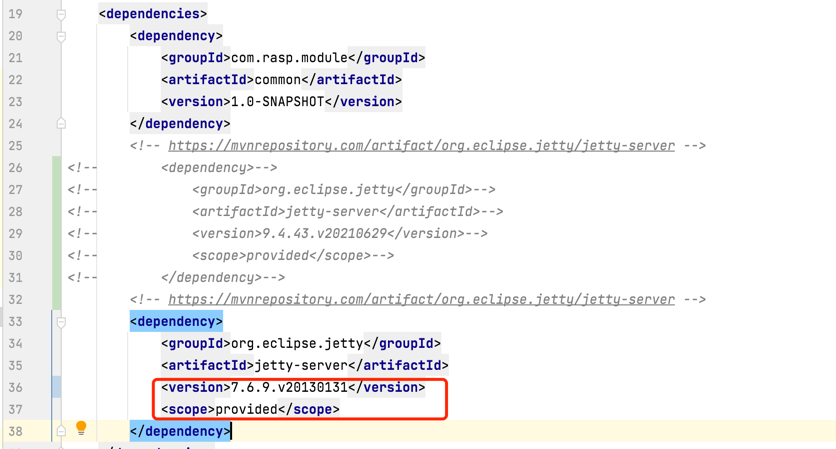 19 <dependencies>
20 <dependency>
21 <groupId>com.rasp.module</groupId>
22 <artifactId>common</artifactId>
23 <version>1.0-SNAPSHOT</version>
24 </dependency>
25 <!-- https://mvnrepository.com/artifact/org.eclipse.jetty/jetty-server -->
26 <!-- <dependency>-->
27 <!-- <groupId>org.eclipse.jetty</groupId>-->
28 <!-- <artifactId>jetty-server</artifactId>-->
29 <!-- <version>9.4.43.v20210629</version>-->
30 <!-- <scope>provided</scope>-->
31 <!-- </dependency>-->
32 <!-- https://mvnrepository.com/artifact/org.eclipse.jetty/jetty-server -->
33 <dependency>
34 <groupId>org.eclipse.jetty</groupId>
35 <artifactId>jetty-server</artifactId>
36 <version>7.6.9.v20130131</version>
37 <scope>provided</scope>
38 </dependency>